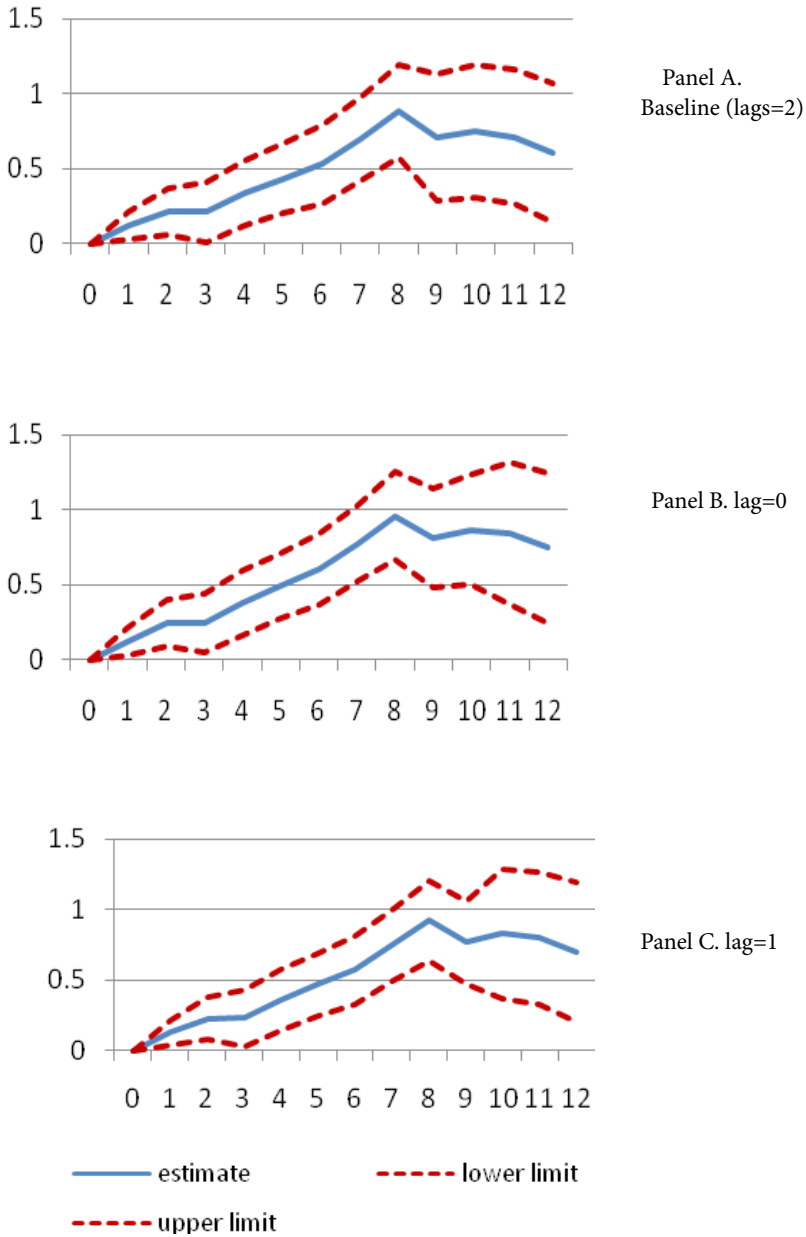 1.5
1
0.5
0
0 1 2 3 4 5 6 7 8 9 10 11 12
Panel A.
Baseline (lags=2)
1.5
1
0.5
0
0 1 2 3 4 5 6 7 8 9 10 11 12
Panel B. lag=0
1.5
1
0.5
0
0 1 2 3 4 5 6 7 8 9 10 11 12
Panel C. lag=1
estimate
lower limit
upper limit